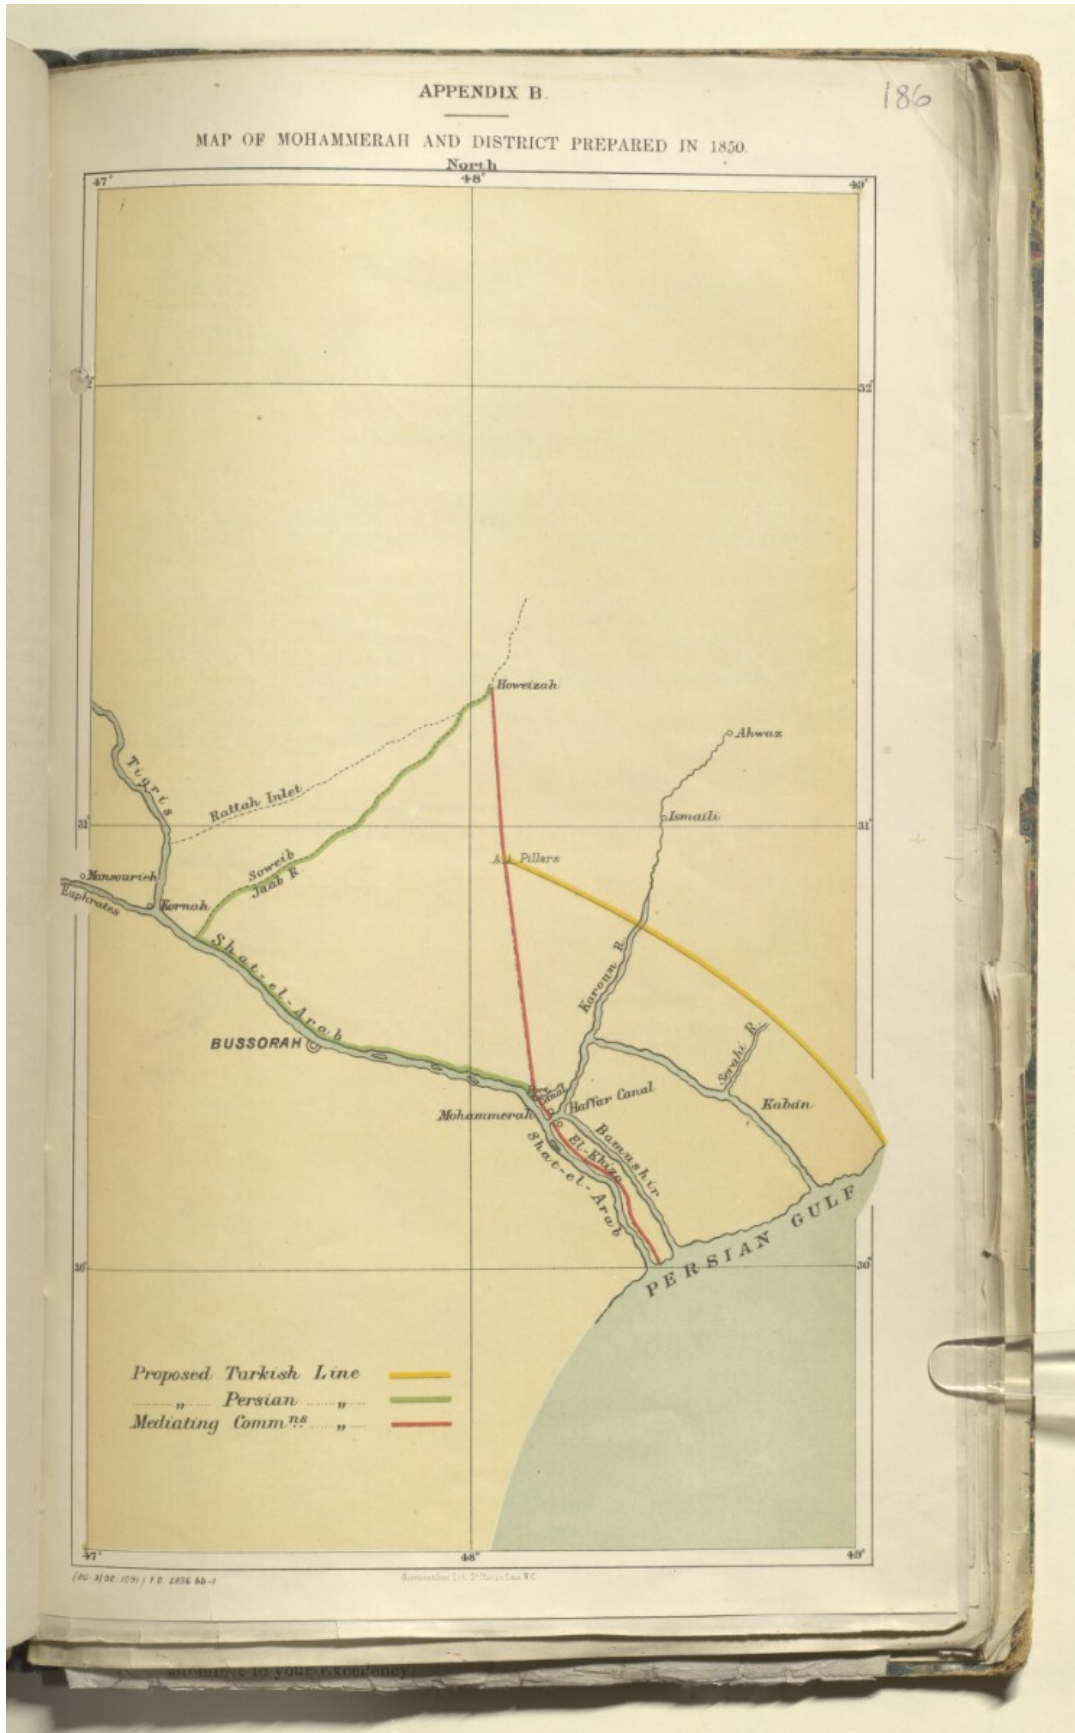 186
APPENDIX B.
MAP OF MOHAMMERAH AND DISTRICT PREPARED IN 1850.
North
47° 48° 49°
32°
Howeizah
Ahwaz
Tigris
Rattah Inlet
Ismaili
31° 31°
Soweib
Jaab R.
Pillars
Mansourieh
Euphrates
Kornah
Shat-el-Arab
Karoun R.
BUSSORAH
Serahi R.
Kabán
Haffar Canal
Mohammerah
Bamushir
El-Khizr
Shat-el-Arab
PERSIAN GULF
30° 30°
Proposed Turkish Line
„ Persian „
Mediating Commns „
47° 48° 49°